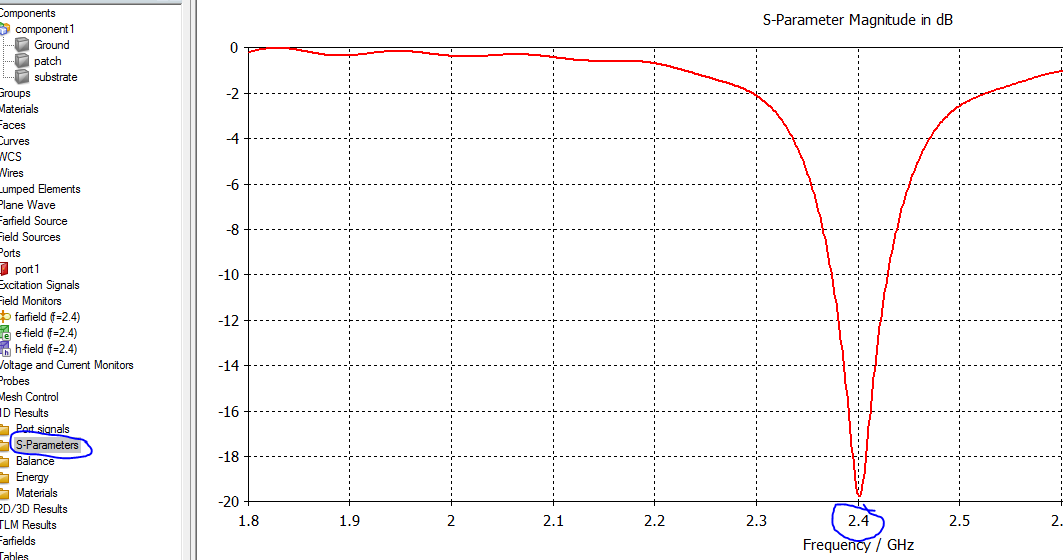 Components
component1
Ground
patch
substrate
Groups
Materials
Faces
Curves
WCS
Wires
Lumped Elements
Plane Wave
Farfield Source
Field Sources
Ports
port1
Excitation Signals
Field Monitors
farfield (f=2.4)
e-field (f=2.4)
h-field (f=2.4)
Voltage and Current Monitors
Probes
Mesh Control
1D Results
Port signals
S-Parameters
Balance
Energy
Materials
2D/3D Results
TLM Results
Farfields
Tables
S-Parameter Magnitude in dB
0
-2
-4
-6
-8
-10
-12
-14
-16
-18
-20
1.8 1.9 2 2.1 2.2 2.3 2.4 2.5 2.
Frequency / GHz